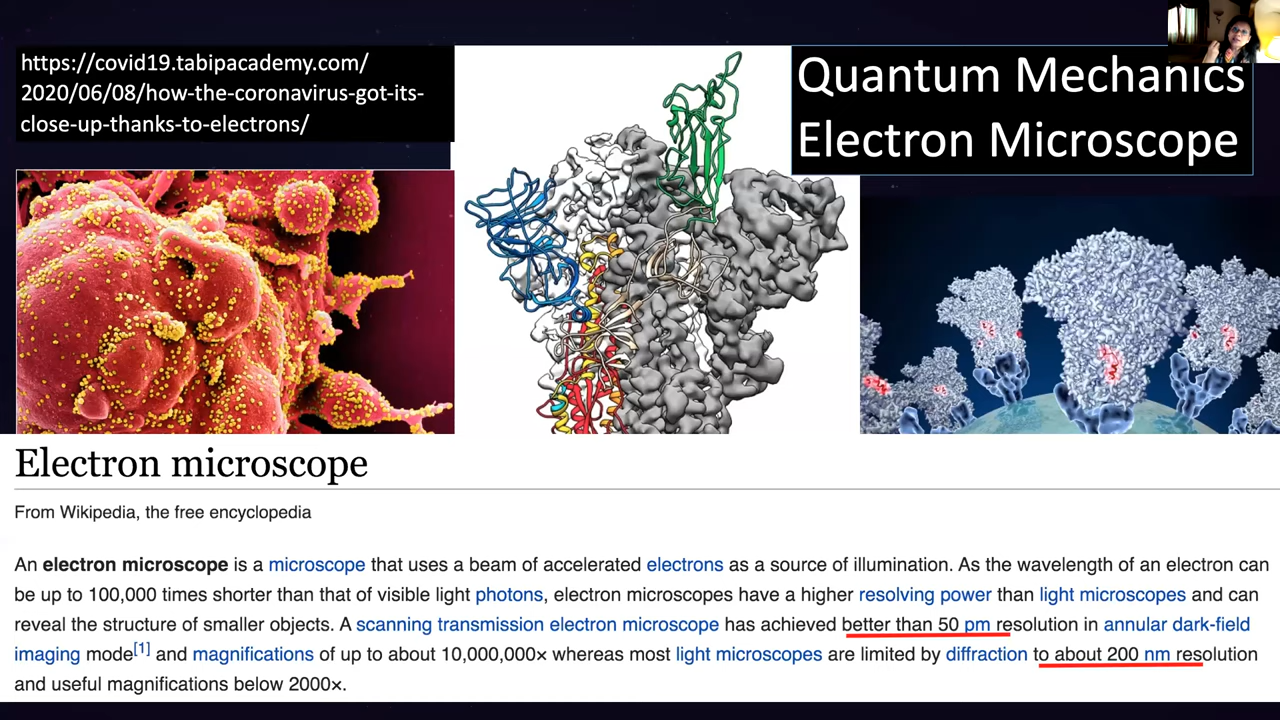 https://covid19.tabipacademy.com/
2020/06/08/how-the-coronavirus-got-its-
close-up-thanks-to-electrons/
Quantum Mechanics
Electron Microscope
Electron microscope
From Wikipedia, the free encyclopedia
An electron microscope is a microscope that uses a beam of accelerated electrons as a source of illumination. As the wavelength of an electron can
be up to 100,000 times shorter than that of visible light photons, electron microscopes have a higher resolving power than light microscopes and can
reveal the structure of smaller objects. A scanning transmission electron microscope has achieved better than 50 pm resolution in annular dark-field
imaging mode[1] and magnifications of up to about 10,000,000× whereas most light microscopes are limited by diffraction to about 200 nm resolution
and useful magnifications below 2000×.